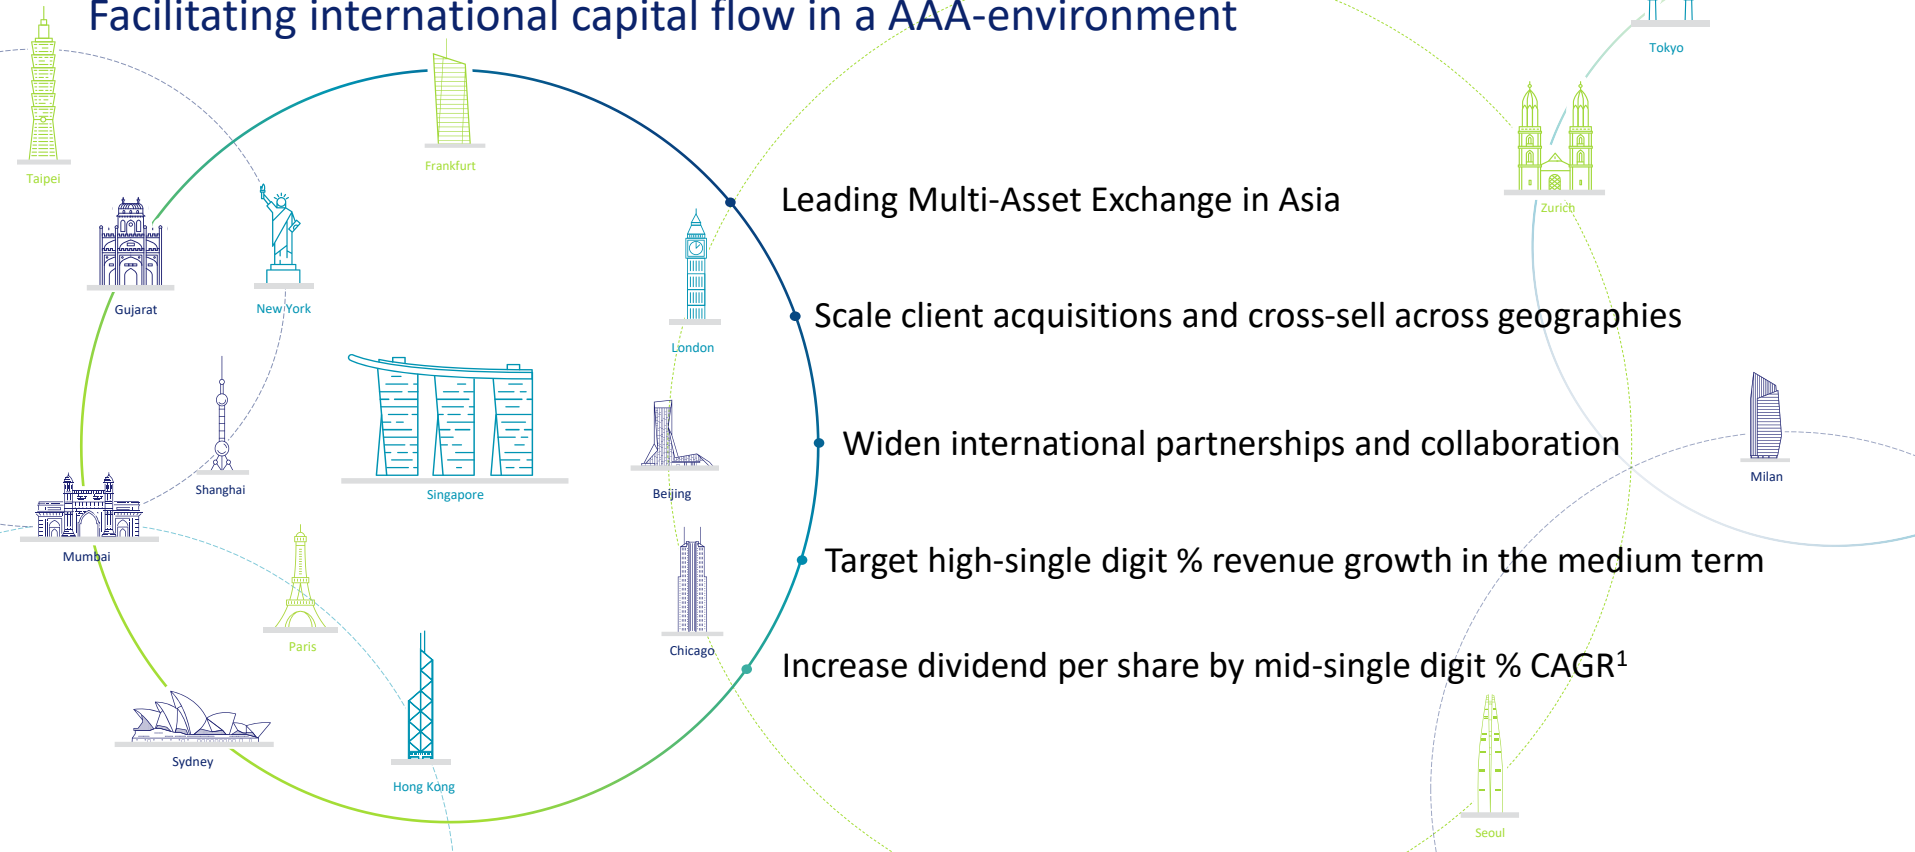 Facilitating international capital flow in a AAA-environment
Tokyo
Taipei
Frankfurt
Zurich
Leading Multi-Asset Exchange in Asia
Gujarat
New York
London
Scale client acquisitions and cross-sell across geographies
Shanghai
Singapore
Beijing
Widen international partnerships and collaboration
Milan
Mumbai
Target high-single digit % revenue growth in the medium term
Paris
Chicago
Increase dividend per share by mid-single digit % CAGR¹
Sydney
Hong Kong
Seoul